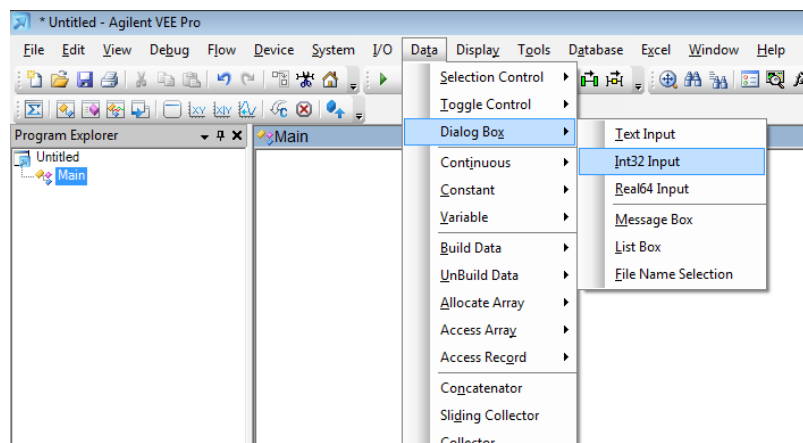 * Untitled - Agilent VEE Pro
File Edit View Debug Flow Device System I/O Data Display Tools Database Excel Window Help
Program Explorer
Main
Untitled
Main
Selection Control
Toggle Control
Dialog Box
Continuous
Constant
Variable
Build Data
UnBuild Data
Allocate Array
Access Array
Access Record
Concatenator
Sliding Collector
Collector
Text Input
Int32 Input
Real64 Input
Message Box
List Box
File Name Selection